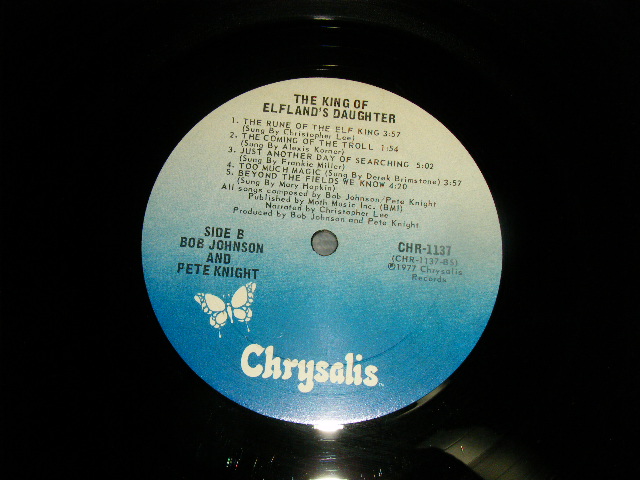 THE KING OF
ELFLAND'S DAUGHTER
1. THE RUNE OF THE ELF KING 3:57
(Sung By Christopher Lee)
2. THE COMING OF THE TROLL 1:54
(Sung By Alexis Korner)
3. JUST ANOTHER DAY OF SEARCHING 5:02
(Sung By Frankie Miller)
4. TOO MUCH MAGIC (Sung By Derek Brimstone) 3:57
5. BEYOND THE FIELDS WE KNOW 4:20
(Sung By Mary Hopkin)
All songs composed by Bob Johnson/Pete Knight
Published by Moth Music Inc. (BMI)
Narrated by Christopher Lee
Produced by Bob Johnson and Pete Knight
SIDE B
BOB JOHNSON
AND
PETE KNIGHT
CHR-1137
(CHR-1137-BS)
℗1977 Chrysalis
Records
Chrysalis